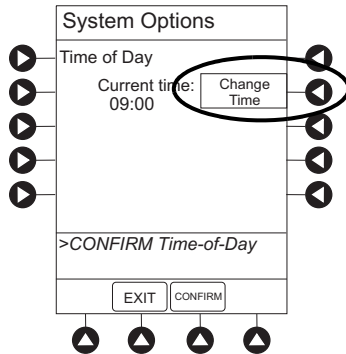 System Options
Time of Day
Current time:
09:00
Change
Time
>CONFIRM Time-of-Day
EXIT
CONFIRM